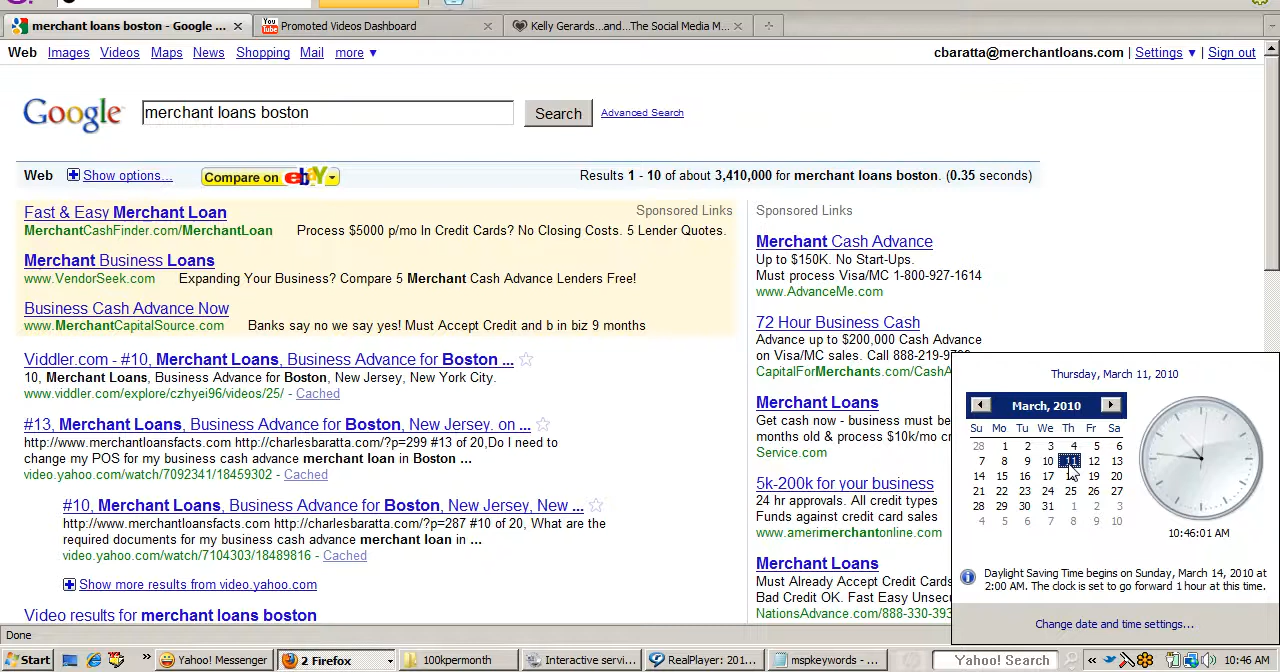 merchant loans boston - Google ...
You Tube Promoted Videos Dashboard
Kelly Gerards...and...The Social Media M...
Web Images Videos Maps News Shopping Mail more ▼
cbaratta@merchantloans.com | Settings ▼ | Sign out
Google
merchant loans boston
Search
Advanced Search
Web Show options...
Compare on ebY
Results 1 - 10 of about 3,410,000 for merchant loans boston. (0.35 seconds)
Fast & Easy Merchant Loan
Sponsored Links
MerchantCashFinder.com/MerchantLoan Process $5000 p/mo In Credit Cards? No Closing Costs. 5 Lender Quotes.
Merchant Business Loans
www.VendorSeek.com Expanding Your Business? Compare 5 Merchant Cash Advance Lenders Free!
Business Cash Advance Now
www.MerchantCapitalSource.com Banks say no we say yes! Must Accept Credit and b in biz 9 months
Viddler.com - #10, Merchant Loans, Business Advance for Boston ...
10, Merchant Loans, Business Advance for Boston, New Jersey, New York City.
www.viddler.com/explore/czhyei96/videos/25/ - Cached
#13, Merchant Loans, Business Advance for Boston, New Jersey. on ...
http://www.merchantloansfacts.com http://charlesbaratta.com/?p=299 #13 of 20,Do I need to
change my POS for my business cash advance merchant loan in Boston ...
video.yahoo.com/watch/7092341/18459302 - Cached
#10, Merchant Loans, Business Advance for Boston, New Jersey, New ...
http://www.merchantloansfacts.com http://charlesbaratta.com/?p=287 #10 of 20, What are the
required documents for my business cash advance merchant loan in ...
video.yahoo.com/watch/7104303/18489816 - Cached
Show more results from video.yahoo.com
Video results for merchant loans boston
Sponsored Links
Merchant Cash Advance
Up to $150K. No Start-Ups.
Must process Visa/MC 1-800-927-1614
www.AdvanceMe.com
72 Hour Business Cash
Advance up to $200,000 Cash Advance
on Visa/MC sales. Call 888-219-9
CapitalForMerchants.com/CashA
Merchant Loans
Get cash now - business must be
months old & process $10k/mo cr
Service.com
5k-200k for your business
24 hr approvals. All credit types
Funds against credit card sales
www.amerimerchantonline.com
Merchant Loans
Must Already Accept Credit Cards
Bad Credit OK. Fast Easy Unsec
NationsAdvance.com/888-330-393
Thursday, March 11, 2010
March, 2010
Su Mo Tu We Th Fr Sa
28 1 2 3 4 5 6
7 8 9 10 11 12 13
14 15 16 17 18 19 20
21 22 23 24 25 26 27
28 29 30 31 1 2 3
4 5 6 7 8 9 10
10:46:01 AM
Daylight Saving Time begins on Sunday, March 14, 2010 at
2:00 AM. The clock is set to go forward 1 hour at this time.
Change date and time settings...
Done
Start
Yahoo! Messenger
2 Firefox
100kpermonth
Interactive servic...
RealPlayer: 201...
mspkeywords - ...
Yahoo! Search
10:46 AM